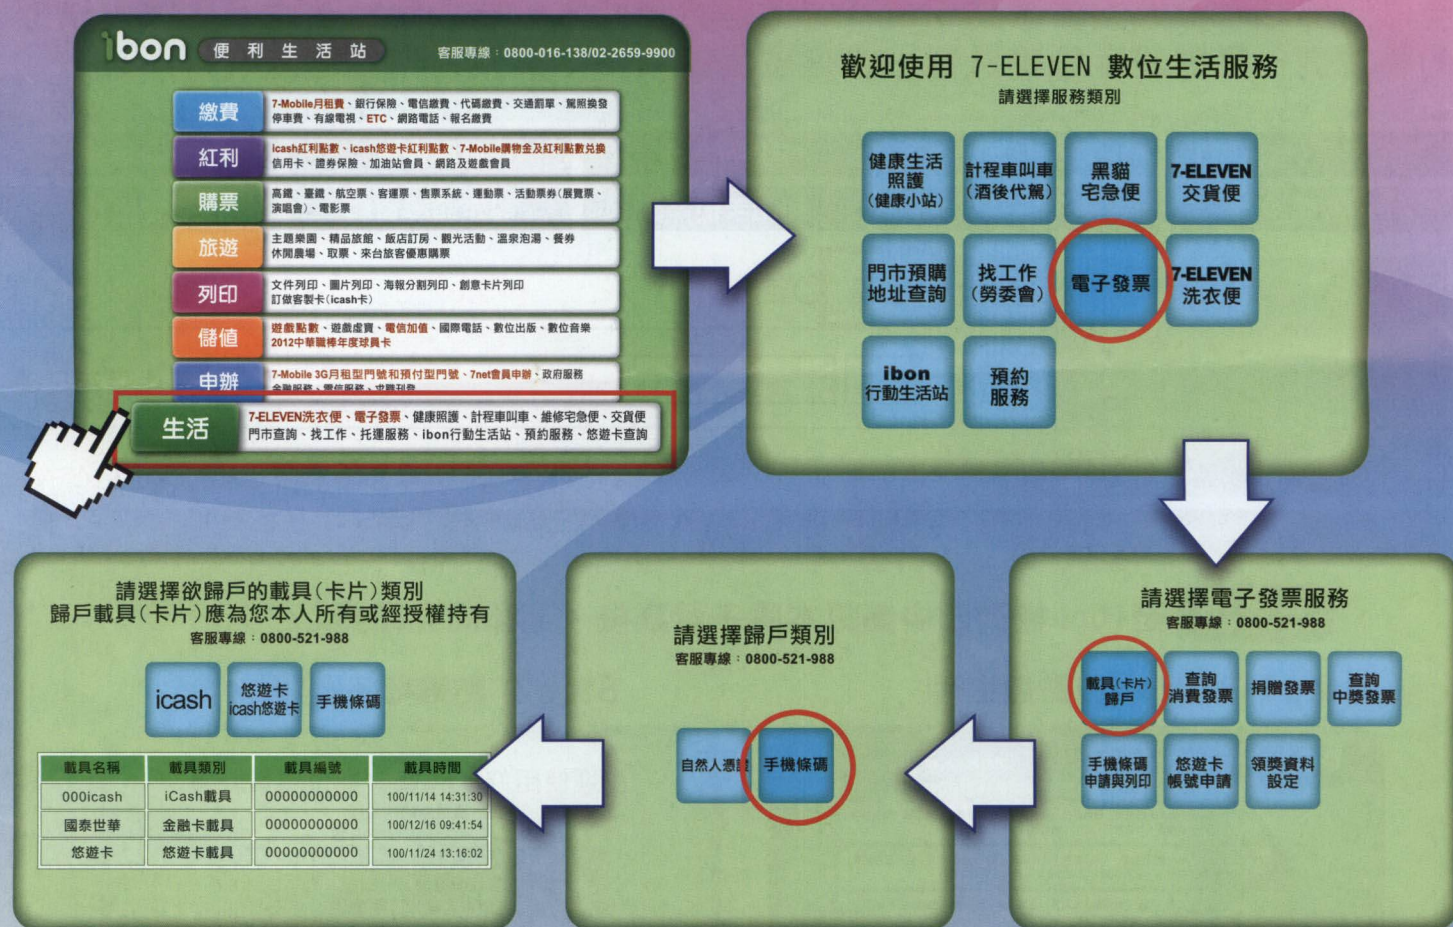 ibon 便利生活站
客服專線：0800-016-138/02-2659-9900
繳費
7-Mobile月租費、銀行保險、電信繳費、代碼繳費、交通罰單、駕照換發
停車費、有線電視、ETC、網路電話、報名繳費
紅利
icash紅利點數、icash悠遊卡紅利點數、7-Mobile購物金及紅利點數兌換
信用卡、證券保險、加油站會員、網路及遊戲會員
購票
高鐵、臺鐵、航空票、客運票、售票系統、運動票、活動票券(展覽票、
演唱會)、電影票
旅遊
主題樂園、精品旅館、飯店訂房、觀光活動、溫泉泡湯、餐券
休閒農場、取票、來台旅客優惠購票
列印
文件列印、圖片列印、海報分割列印、創意卡片列印
訂做客製卡(icash卡)
儲值
遊戲點數、遊戲虛寶、電信加值、國際電話、數位出版、數位音樂
2012中華職棒年度球員卡
申辦
7-Mobile 3G月租型門號和預付型門號、7net會員申辦、政府服務
金融服務、電信服務、求職刊登
生活
7-ELEVEN洗衣便、電子發票、健康照護、計程車叫車、維修宅急便、交貨便
門市查詢、找工作、托運服務、ibon行動生活站、預約服務、悠遊卡查詢
歡迎使用 7-ELEVEN 數位生活服務
請選擇服務類別
健康生活
照護
(健康小站)
計程車叫車
(酒後代駕)
黑貓
宅急便
7-ELEVEN
交貨便
門市預購
地址查詢
找工作
(勞委會)
電子發票
7-ELEVEN
洗衣便
ibon
行動生活站
預約
服務
請選擇電子發票服務
客服專線：0800-521-988
載具(卡片)
歸戶
查詢
消費發票
捐贈發票
查詢
中獎發票
手機條碼
申請與列印
悠遊卡
帳號申請
領獎資料
設定
請選擇歸戶類別
客服專線：0800-521-988
自然人憑證
手機條碼
請選擇欲歸戶的載具(卡片)類別
歸戶載具(卡片)應為您本人所有或經授權持有
客服專線：0800-521-988
icash
悠遊卡
icash悠遊卡
手機條碼
載具名稱 載具類別 載具編號 載具時間
000icash iCash載具 00000000000 100/11/14 14:31:30
國泰世華 金融卡載具 00000000000 100/12/16 09:41:54
悠遊卡 悠遊卡載具 00000000000 100/11/24 13:16:02